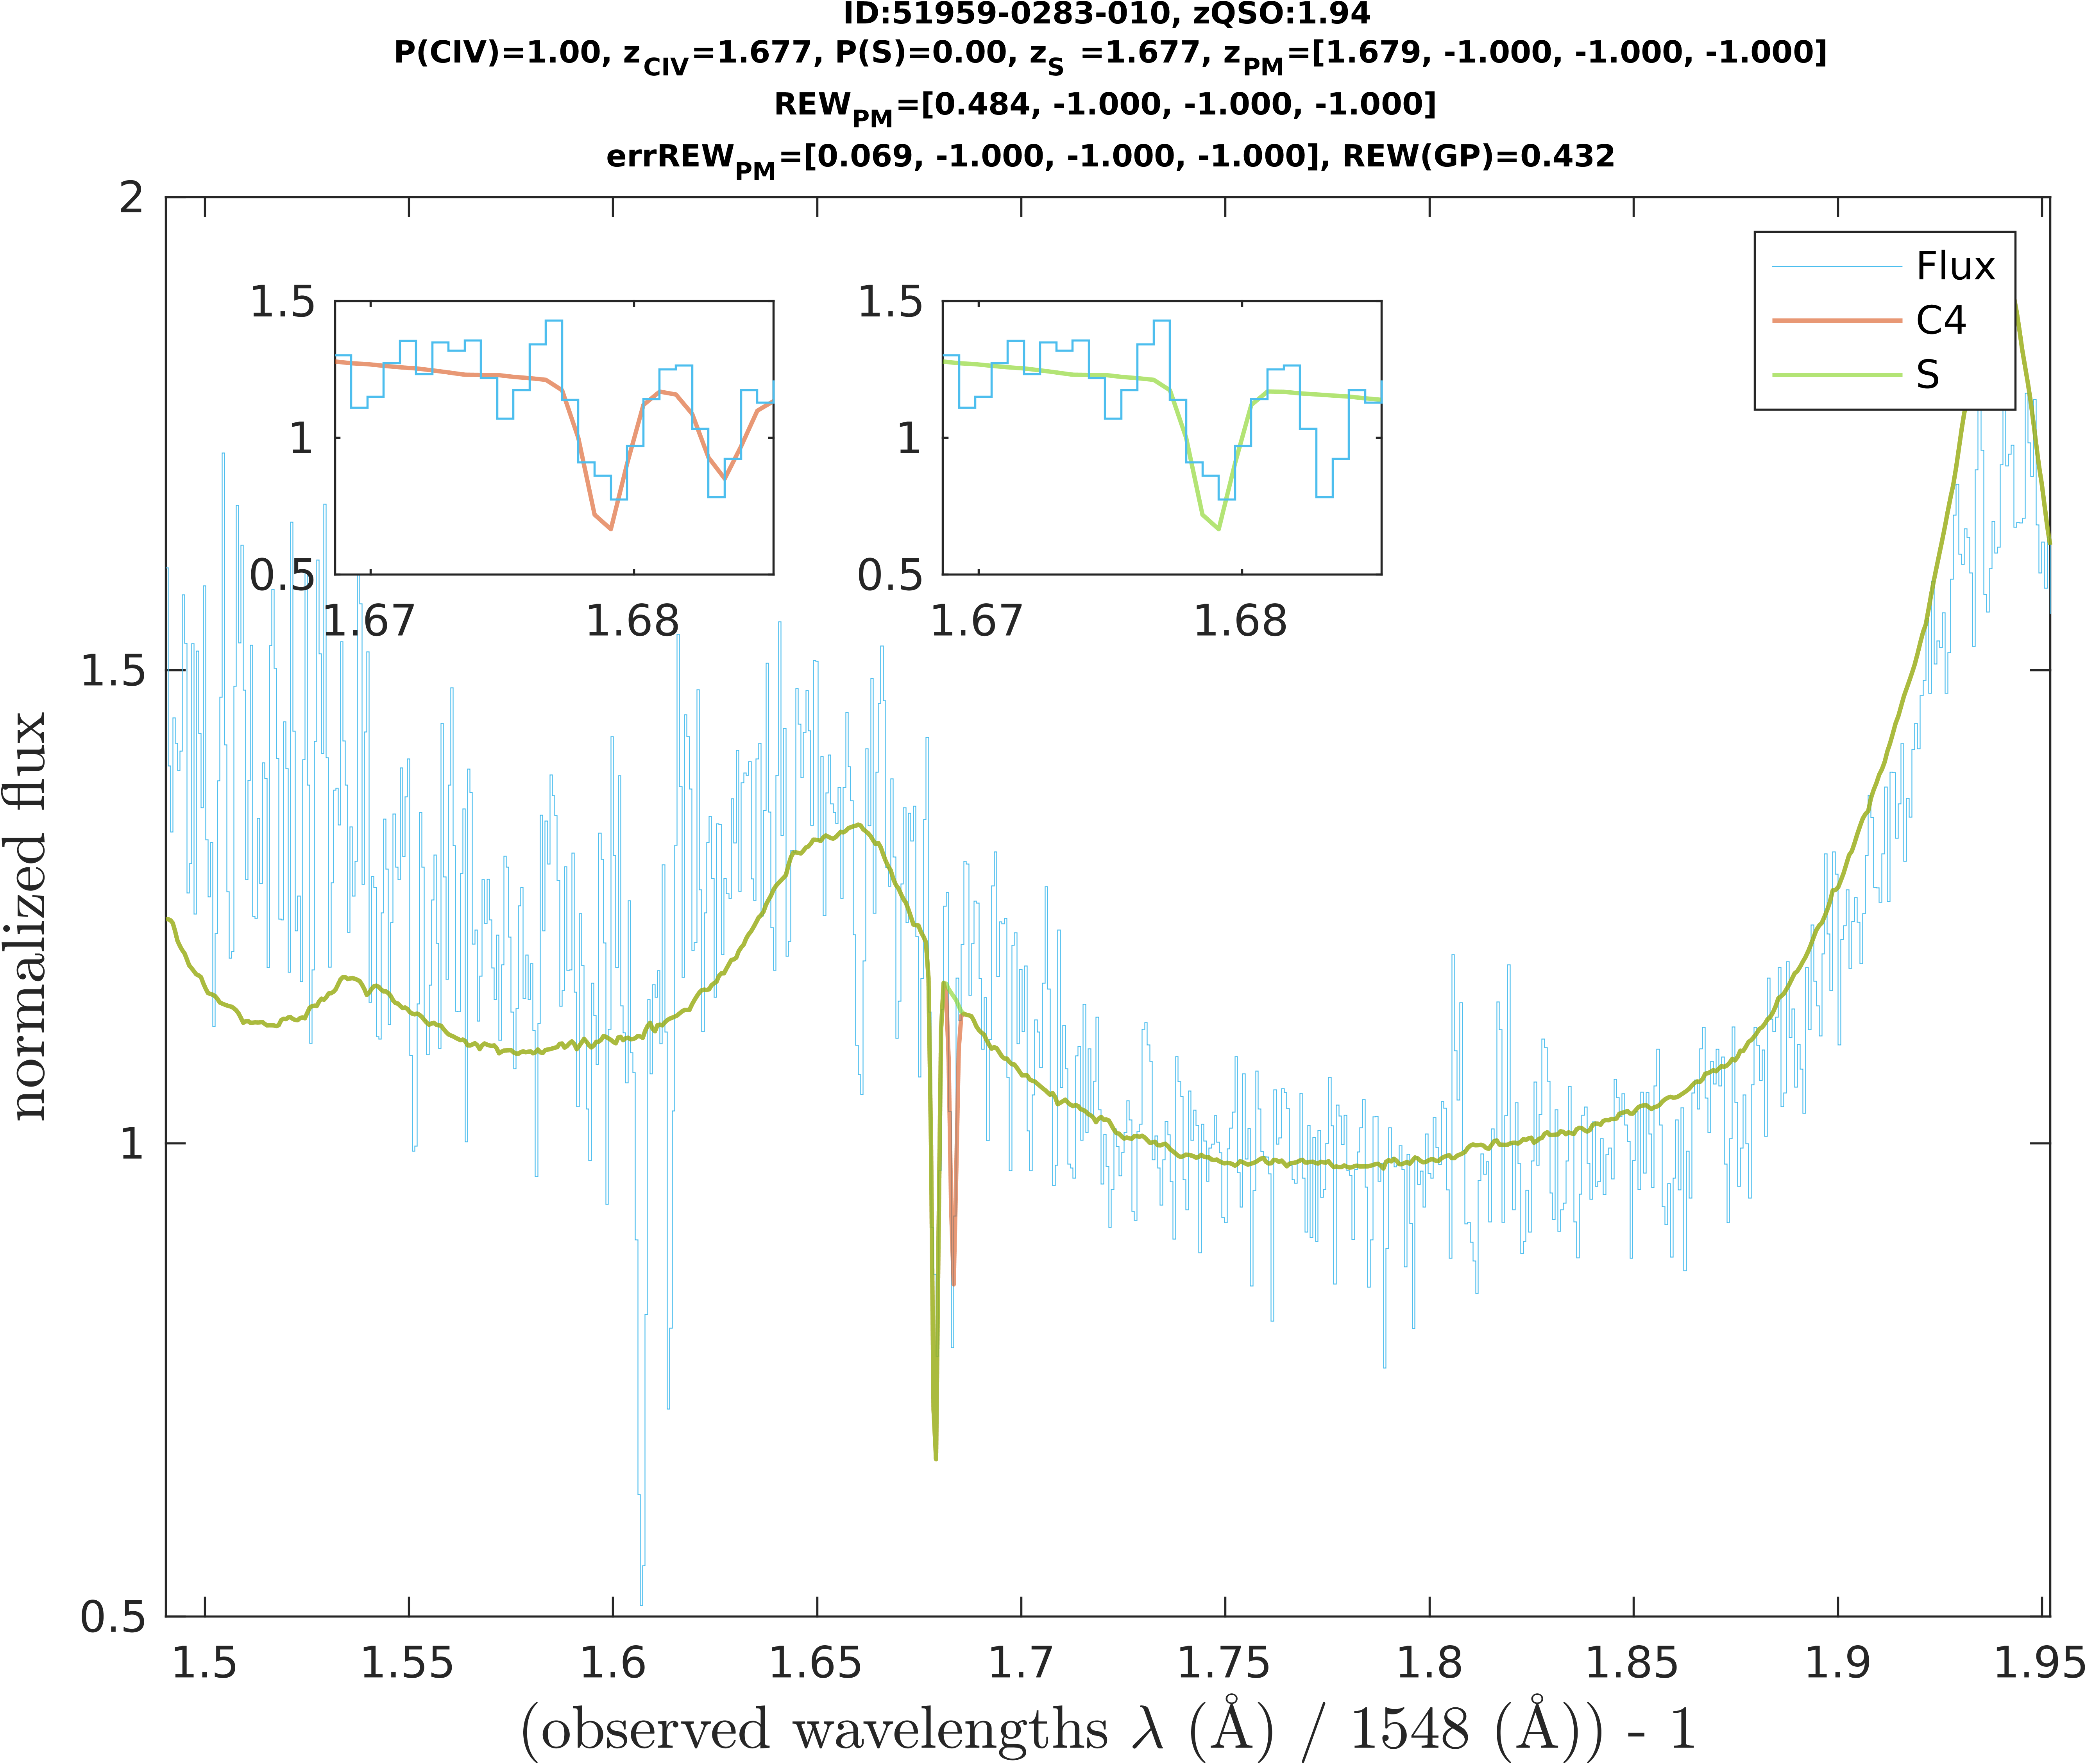 ID:51959-0283-010, zQSO:1.94
P(CIV)=1.00, zCIV=1.677, P(S)=0.00, zS =1.677, zPM=[1.679, -1.000, -1.000, -1.000]
REWPM=[0.484, -1.000, -1.000, -1.000]
errREWPM=[0.069, -1.000, -1.000, -1.000], REW(GP)=0.432
2
1.5
1
0.5
normalized flux
Flux
C4
S
1.5
1
0.5
1.67 1.68
1.5
1
0.5
1.67 1.68
1.5 1.55 1.6 1.65 1.7 1.75 1.8 1.85 1.9 1.95
(observed wavelengths λ (Å) / 1548 (Å)) - 1